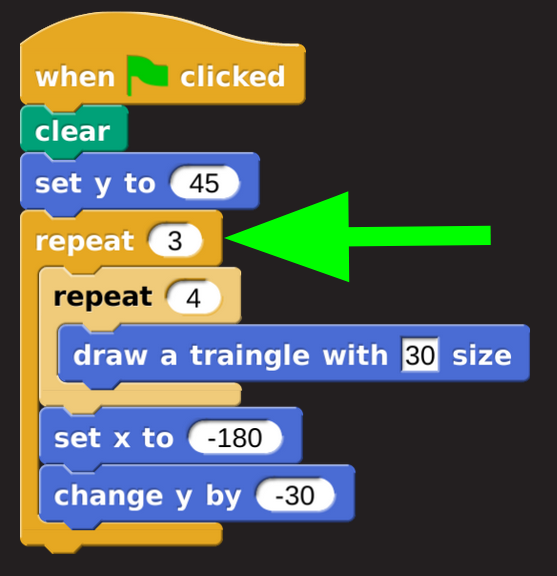 when clicked
clear
set y to 45
repeat 3
repeat 4
draw a traingle with 30 size
set x to -180
change y by -30